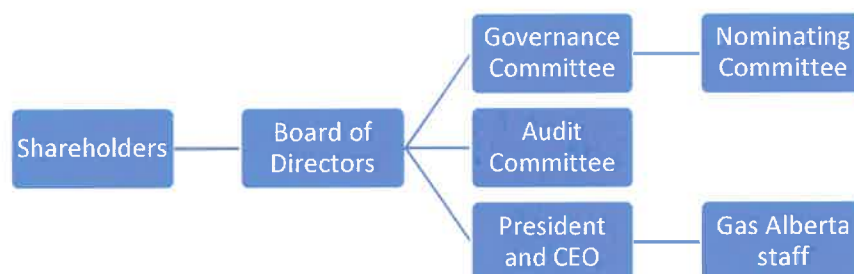 Governance
Committee
Nominating
Committee
Shareholders
Board of
Directors
Audit
Committee
President
and CEO
Gas Alberta
staff